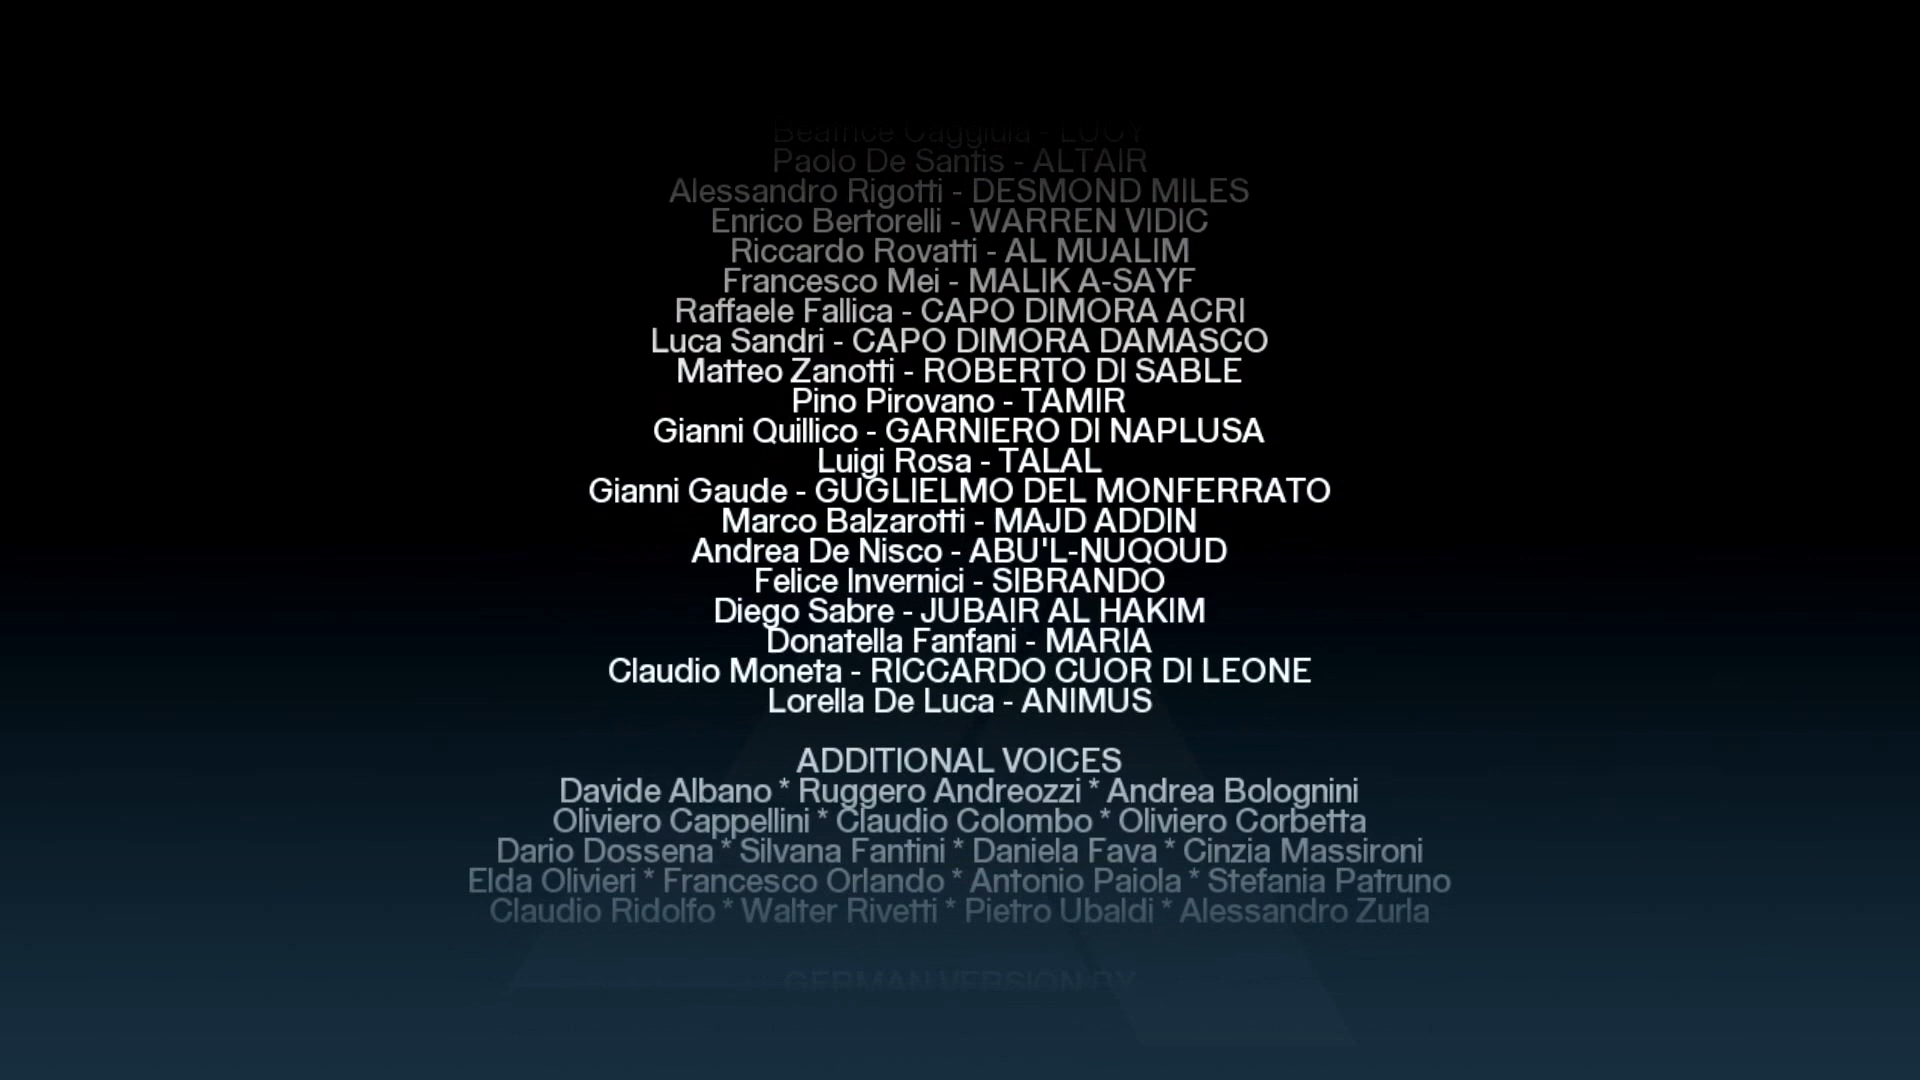 Beatrice Caggiula - LUCY
Paolo De Santis - ALTAIR
Alessandro Rigotti - DESMOND MILES
Enrico Bertorelli - WARREN VIDIC
Riccardo Rovatti - AL MUALIM
Francesco Mei - MALIK A-SAYF
Raffaele Fallica - CAPO DIMORA ACRI
Luca Sandri - CAPO DIMORA DAMASCO
Matteo Zanotti - ROBERTO DI SABLE
Pino Pirovano - TAMIR
Gianni Quillico - GARNIERO DI NAPLUSA
Luigi Rosa - TALAL
Gianni Gaude - GUGLIELMO DEL MONFERRATO
Marco Balzarotti - MAJD ADDIN
Andrea De Nisco - ABU'L-NUQOUD
Felice Invernici - SIBRANDO
Diego Sabre - JUBAIR AL HAKIM
Donatella Fanfani - MARIA
Claudio Moneta - RICCARDO CUOR DI LEONE
Lorella De Luca - ANIMUS
ADDITIONAL VOICES
Davide Albano * Ruggero Andreozzi * Andrea Bolognini
Oliviero Cappellini * Claudio Colombo * Oliviero Corbetta
Dario Dossena * Silvana Fantini * Daniela Fava * Cinzia Massironi
Elda Olivieri * Francesco Orlando * Antonio Paiola * Stefania Patruno
Claudio Ridolfo * Walter Rivetti * Pietro Ubaldi * Alessandro Zurla
GERMAN VERSION BY